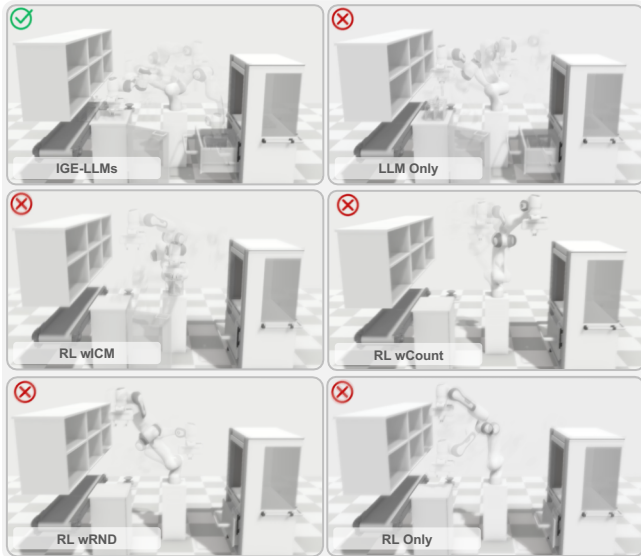 IGE-LLMs
LLM Only
RL wICM
RL wCount
RL wRND
RL Only